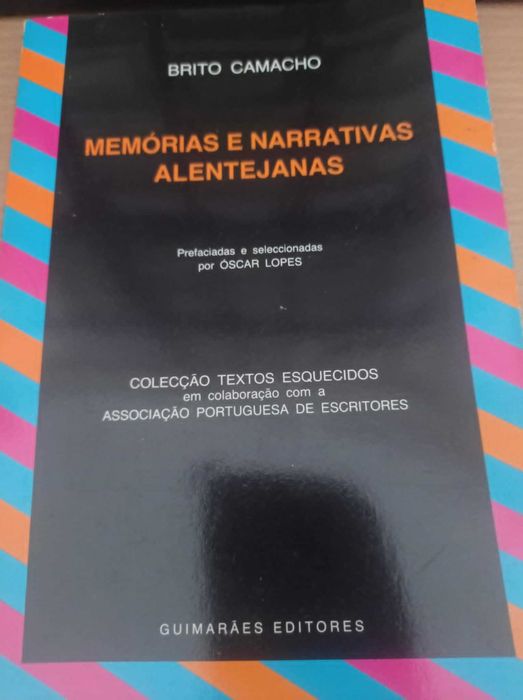 BRITO CAMACHO
MEMÓRIAS E NARRATIVAS
ALENTEJANAS
Prefaciadas e seleccionadas
por ÓSCAR LOPES
COLECÇÃO TEXTOS ESQUECIDOS
em colaboração com a
ASSOCIAÇÃO PORTUGUESA DE ESCRITORES
GUIMARÃES EDITORES